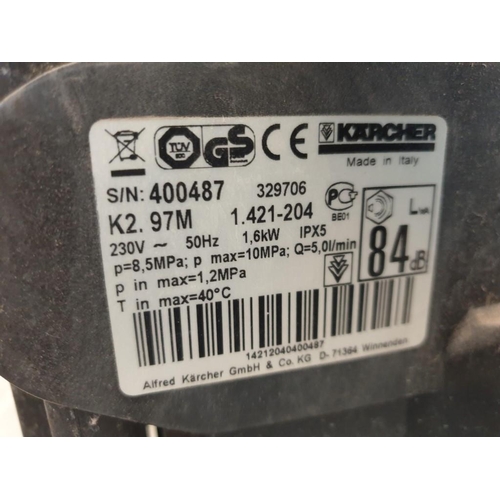 TÜV
GS
CE
KÄRCHER
Made in Italy
S/N: 400487 329706
K2. 97M 1.421-204
BE01
230V ~ 50Hz 1,6kW IPX5
p=8,5MPa; p max=10MPa; Q=5,0l/min
p in max=1,2MPa
T in max=40°C
LWA
84 dB
14212040400487
Alfred Kärcher GmbH & Co. KG D- 71364 Winnenden